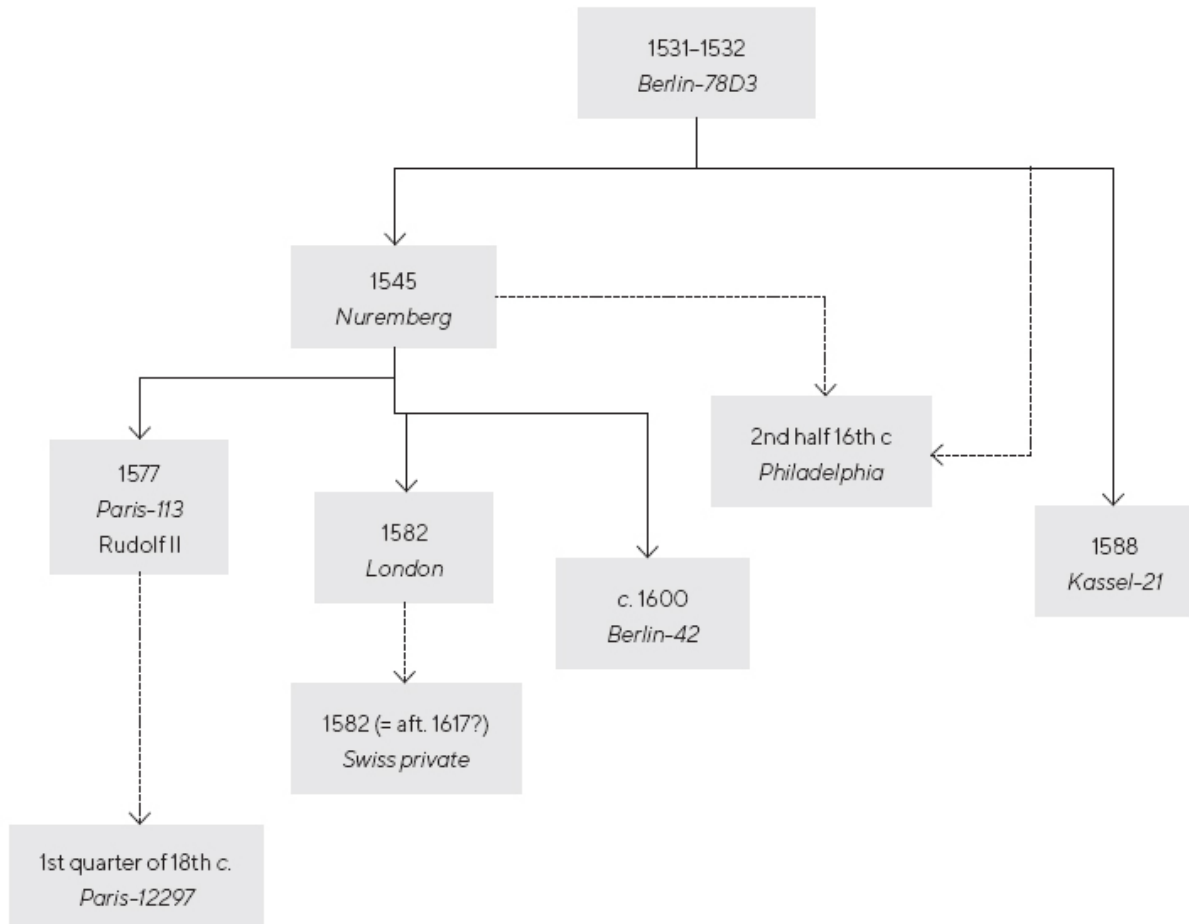 1531–1532
Berlin-78D3
1545
Nuremberg
2nd half 16th c
Philadelphia
1577
Paris-113
Rudolf II
1582
London
c. 1600
Berlin-42
1588
Kassel-21
1582 (= aft. 1617?)
Swiss private
1st quarter of 18th c.
Paris-12297